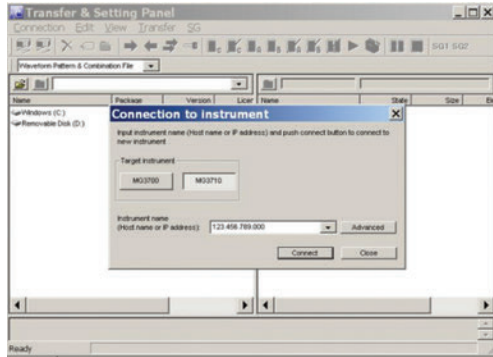 Transfer & Setting Panel
Connection Edit View Transfer SG
SG1 SG2
Waveform Pattern & Combination File
Name Package Version Licer Name State Size
Windows (C:)
Removable Disk (D:)
Connection to instrument
Input instrument name (Host name or IP address) and push connect button to connect to
new instrument
Target instrument
MG3700 MG3710
Instrument name
(Host name or IP address): 123.456.789.000 Advanced
Connect Close
Ready